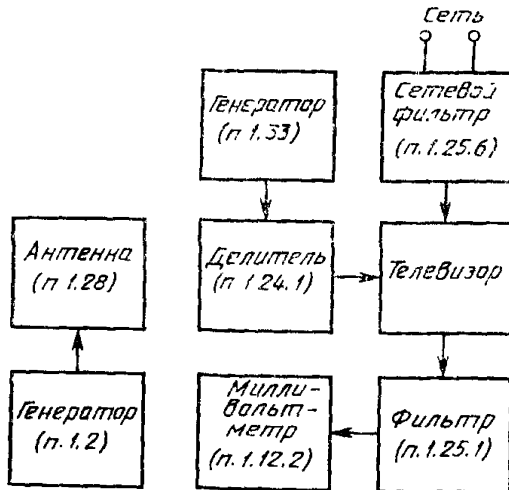 Сеть
Генератор
(п 1.33)
Сетевой
фильтр
(п.1.25.6)
Антенна
(п 1.28)
Делитель
(п 1.24.1)
Телевизор
Генератор
(п.1.2)
Милли-
вольт-
метр
(п.1.12.2)
Фильтр
(п.1.25.1)